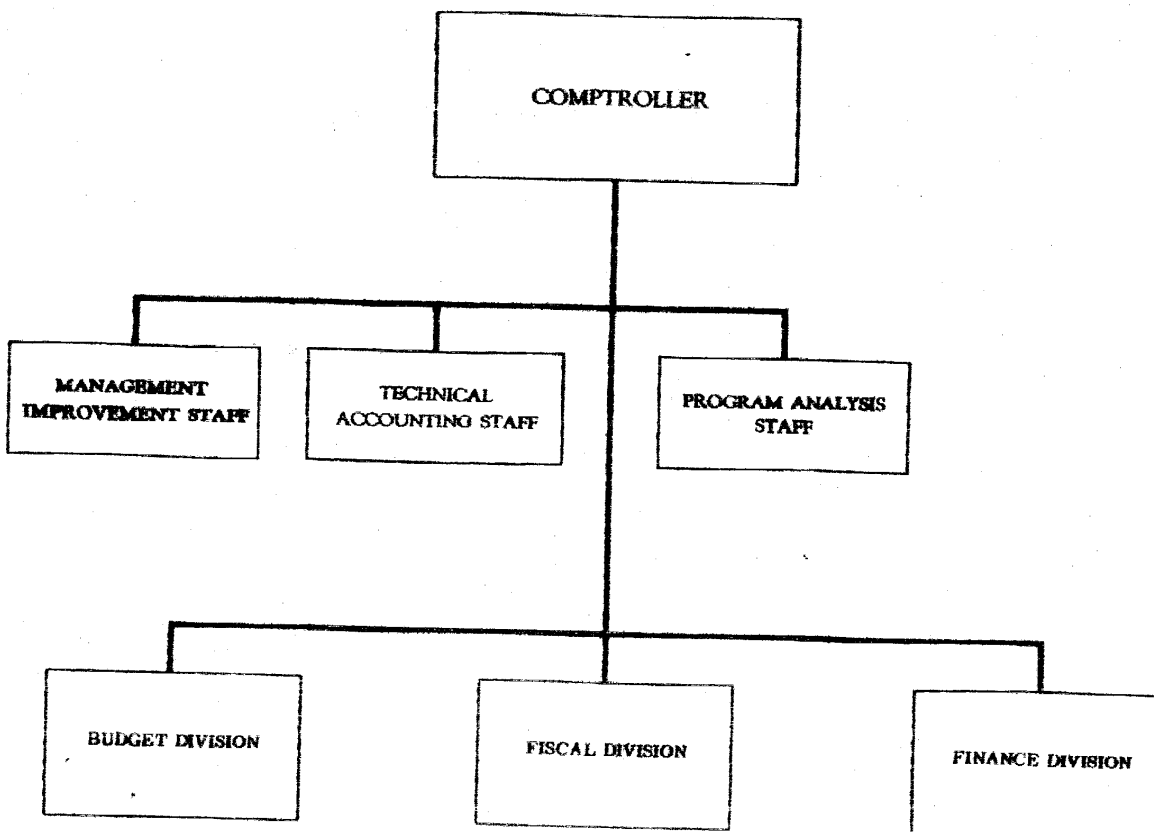 COMPTROLLER
MANAGEMENT
IMPROVEMENT STAFF
TECHNICAL
ACCOUNTING STAFF
PROGRAM ANALYSIS
STAFF
BUDGET DIVISION
FISCAL DIVISION
FINANCE DIVISION